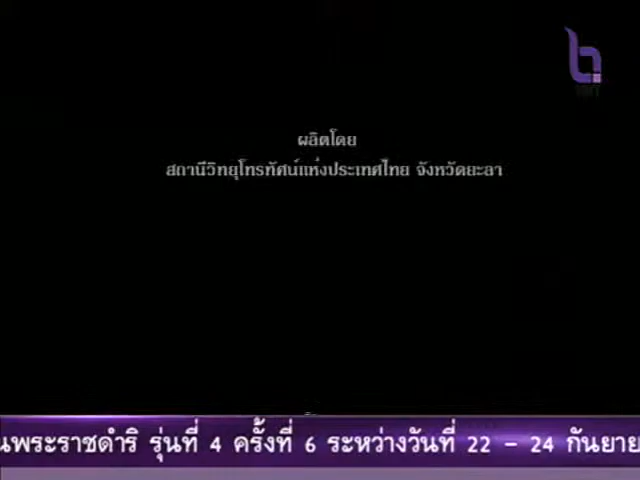 ผลิตโดย
สถานีวิทยุโทรทัศน์แห่งประเทศไทย จังหวัดยะลา
นพระราชดำริ รุ่นที่ 4 ครั้งที่ 6 ระหว่างวันที่ 22 - 24 กันยาย